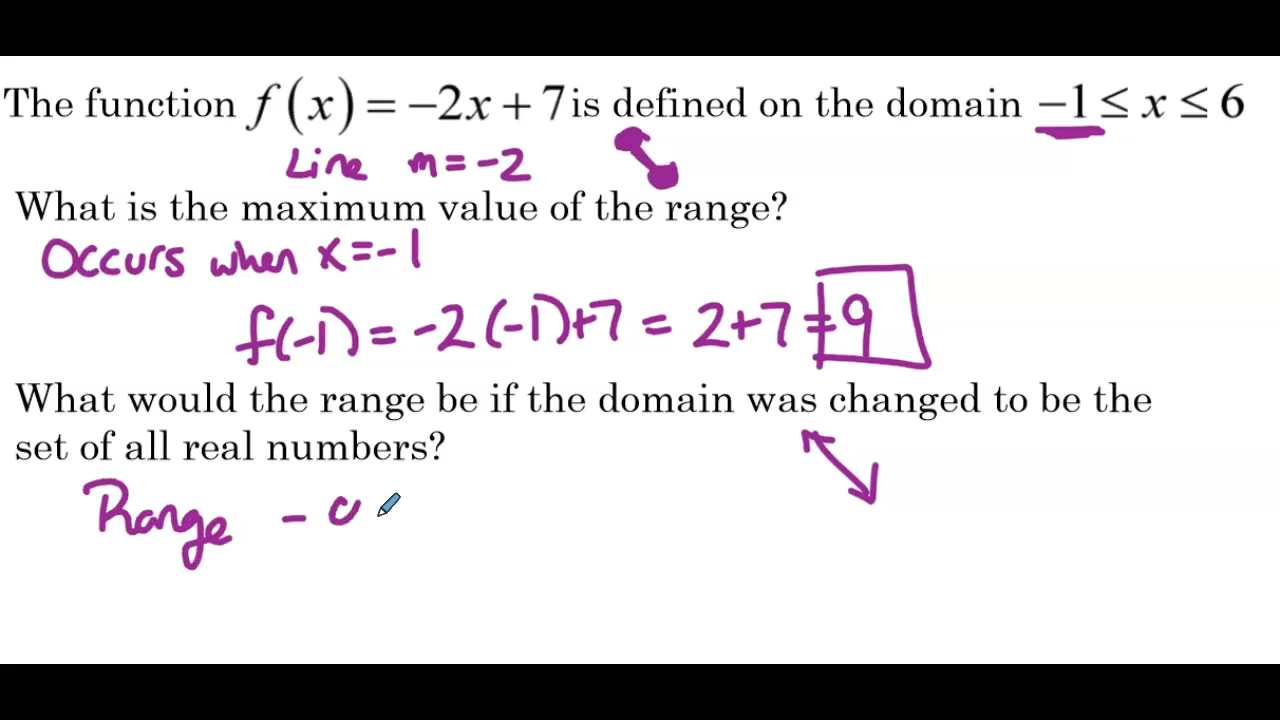 The function f(x) = −2x + 7 is defined on the domain −1 ≤ x ≤ 6
Line m = -2
What is the maximum value of the range?
Occurs when x = -1
f(-1) = -2(-1)+7 = 2+7 = 9
What would the range be if the domain was changed to be the
set of all real numbers?
Range -